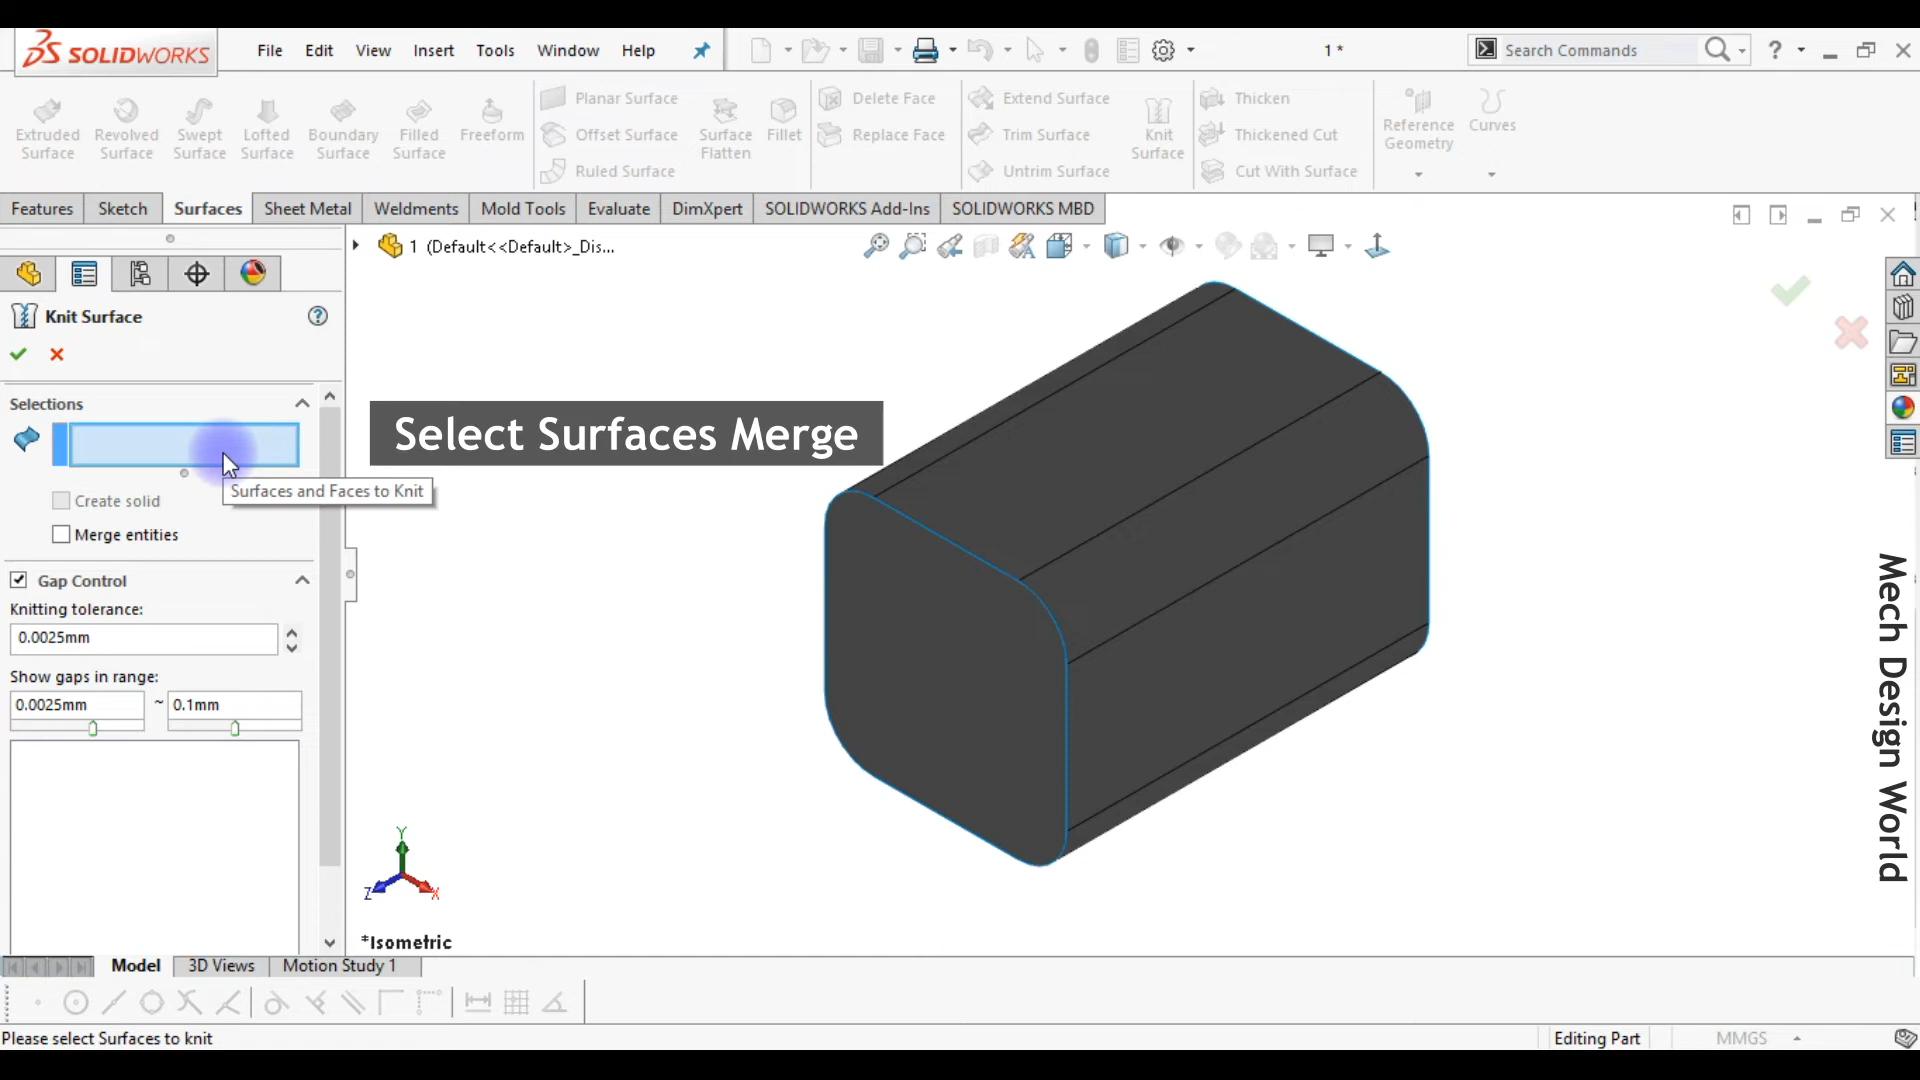 SOLIDWORKS
File Edit View Insert Tools Window Help
1 *
Search Commands
?
Extruded Surface
Revolved Surface
Swept Surface
Lofted Surface
Boundary Surface
Filled Surface
Freeform
Planar Surface
Offset Surface
Ruled Surface
Surface Flatten
Fillet
Delete Face
Replace Face
Extend Surface
Trim Surface
Untrim Surface
Knit Surface
Thicken
Thickened Cut
Cut With Surface
Reference Geometry
Curves
Features Sketch Surfaces Sheet Metal Weldments Mold Tools Evaluate DimXpert SOLIDWORKS Add-Ins SOLIDWORKS MBD
1 (Default<<Default>_Dis...
Knit Surface
?
Selections
Select Surfaces Merge
Surfaces and Faces to Knit
Create solid
Merge entities
Gap Control
Knitting tolerance:
0.0025mm
Show gaps in range:
0.0025mm ~ 0.1mm
Mech Design World
Y
Z X
*Isometric
Model 3D Views Motion Study 1
Please select Surfaces to knit
Editing Part
MMGS